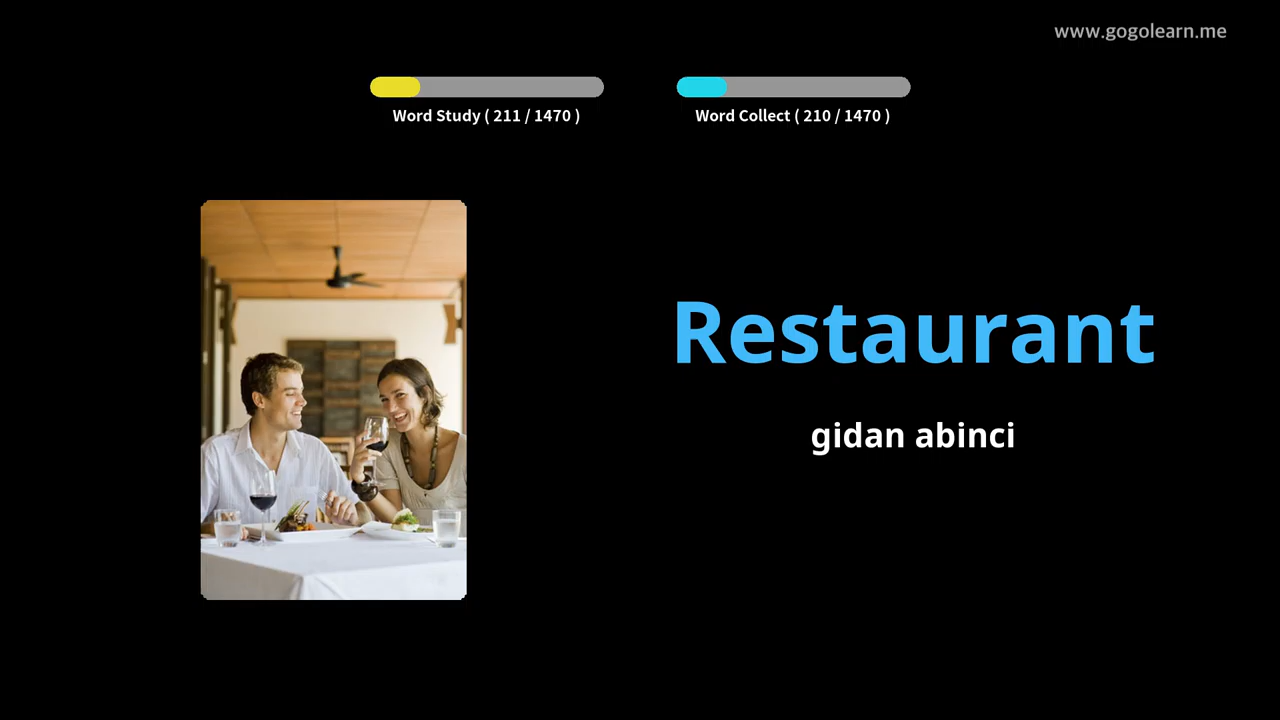 www.gogolearn.me
Word Study ( 211 / 1470 )
Word Collect ( 210 / 1470 )
Restaurant
gidan abinci